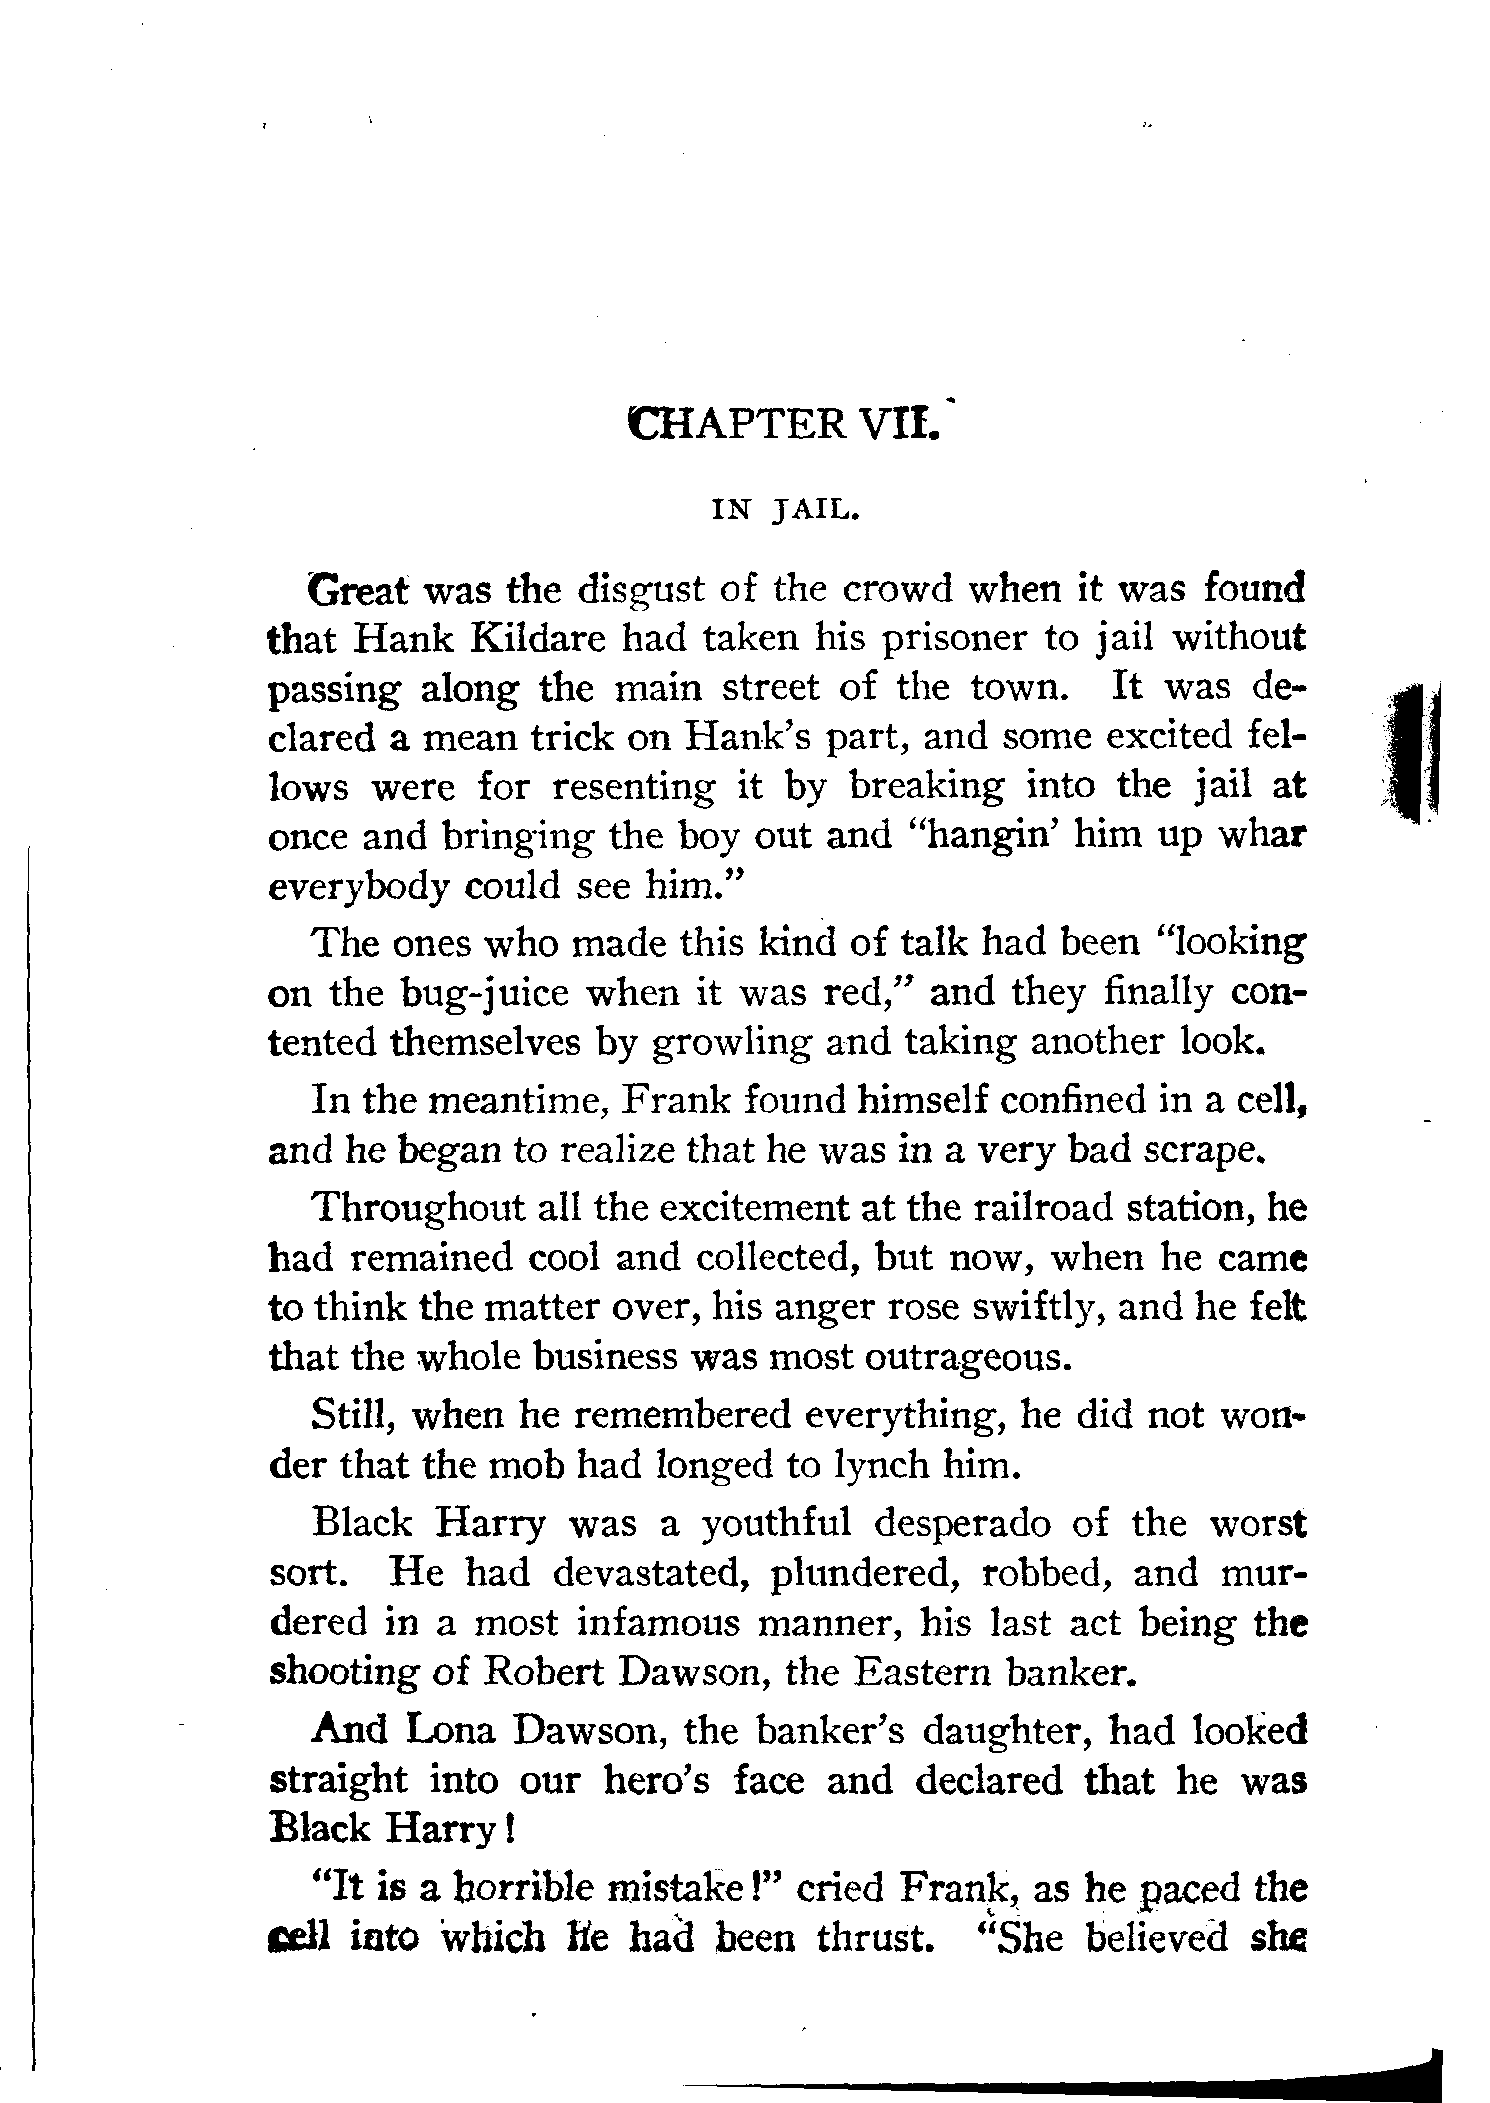 CHAPTER VII.
IN JAIL.
Great was the disgust of the crowd when it was found
that Hank Kildare had taken his prisoner to jail without
passing along the main street of the town. It was de-
clared a mean trick on Hank's part, and some excited fel-
lows were for resenting it by breaking into the jail at
once and bringing the boy out and "hangin' him up whar
everybody could see him."
The ones who made this kind of talk had been "looking
on the bug-juice when it was red," and they finally con-
tented themselves by growling and taking another look.
In the meantime, Frank found himself confined in a cell,
and he began to realize that he was in a very bad scrape.
Throughout all the excitement at the railroad station, he
had remained cool and collected, but now, when he came
to think the matter over, his anger rose swiftly, and he felt
that the whole business was most outrageous.
Still, when he remembered everything, he did not won-
der that the mob had longed to lynch him.
Black Harry was a youthful desperado of the worst
sort. He had devastated, plundered, robbed, and mur-
dered in a most infamous manner, his last act being the
shooting of Robert Dawson, the Eastern banker.
And Lona Dawson, the banker's daughter, had looked
straight into our hero's face and declared that he was
Black Harry!
"It is a horrible mistake!" cried Frank, as he paced the
cell into which he had been thrust. "She believed she